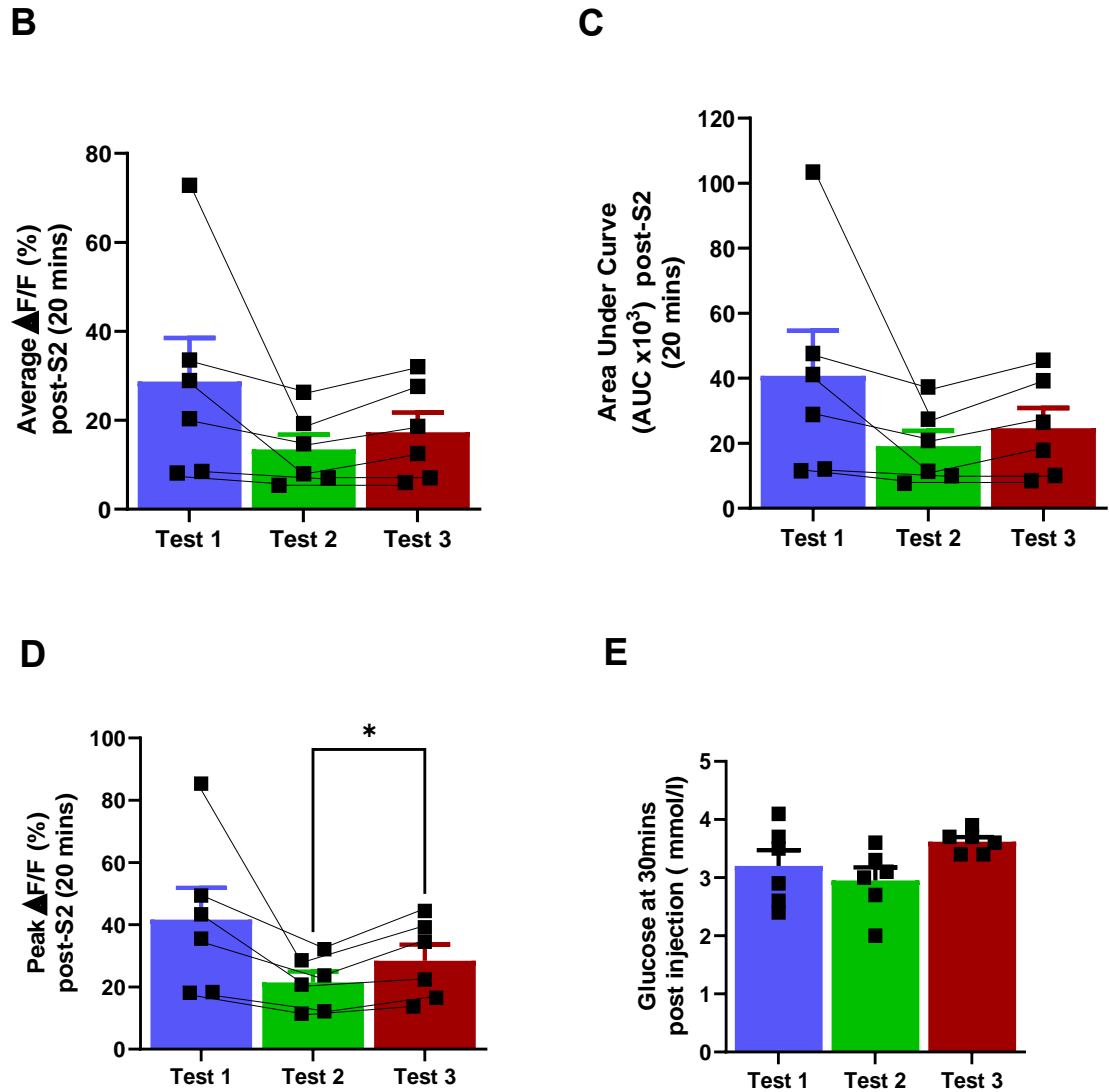 B
C
80
60
40
20
0
Average ▲F/F (%)
post-S2 (20 mins)
Test 1 Test 2 Test 3
120
100
80
60
40
20
0
Area Under Curve
(AUC x10³) post-S2
(20 mins)
Test 1 Test 2 Test 3
D
E
100
80
60
40
20
0
Peak ▲F/F (%)
post-S2 (20 mins)
*
Test 1 Test 2 Test 3
5
4
3
2
1
0
Glucose at 30mins
post injection ( mmol/l)
Test 1 Test 2 Test 3